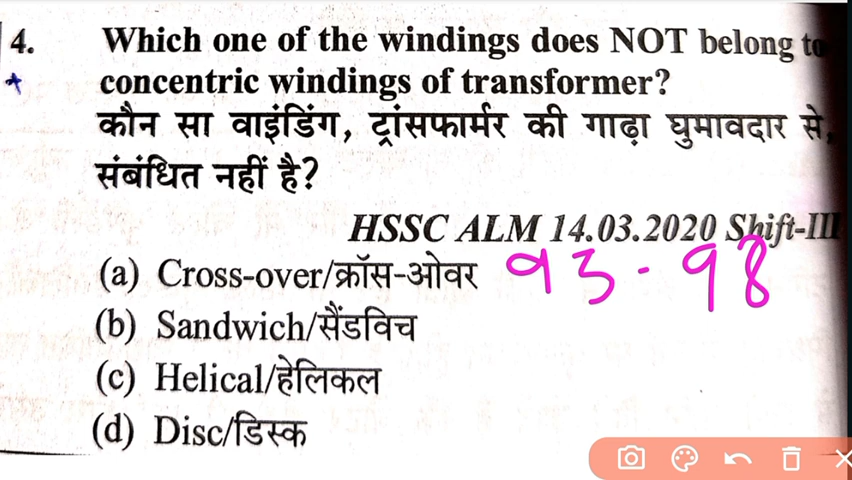 4. Which one of the windings does NOT belong to
concentric windings of transformer?
कौन सा वाइंडिंग, ट्रांसफार्मर की गाढ़ा घुमावदार से,
संबंधित नहीं है?
HSSC ALM 14.03.2020 Shift-III
(a) Cross-over/क्रॉस-ओवर
93-98
(b) Sandwich/सैंडविच
(c) Helical/हेलिकल
(d) Disc/डिस्क